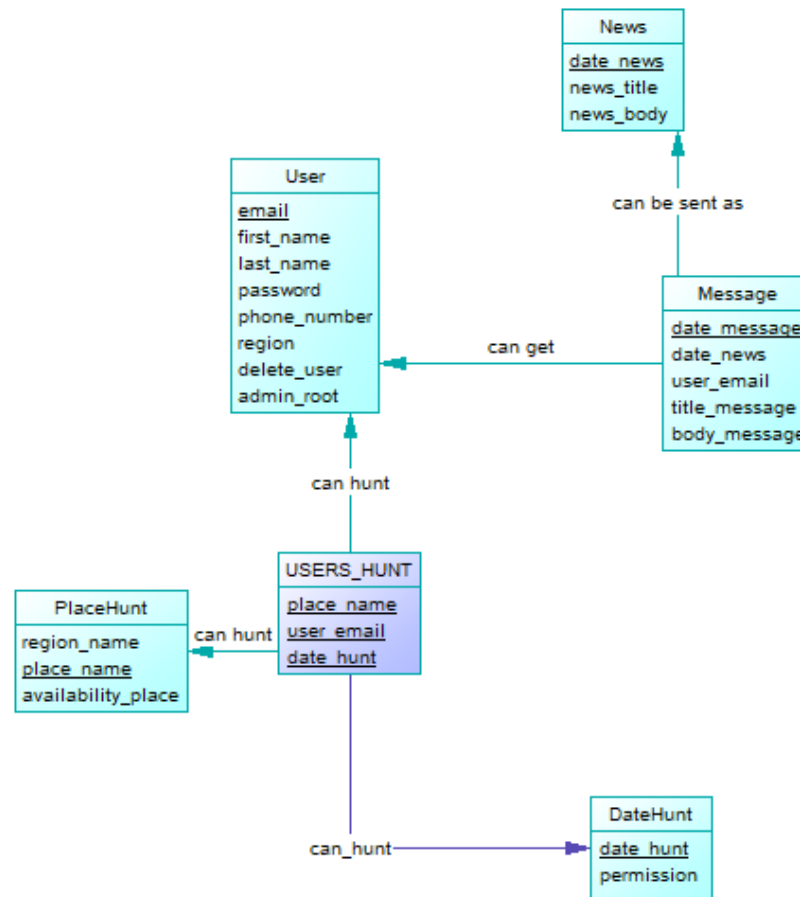 News
date_news
news_title
news_body
can be sent as
User
email
first_name
last_name
password
phone_number
region
delete_user
admin_root
can get
Message
date_message
date_news
user_email
title_message
body_message
can hunt
USERS_HUNT
place_name
user_email
date_hunt
can hunt
PlaceHunt
region_name
place_name
availability_place
can_hunt
DateHunt
date_hunt
permission